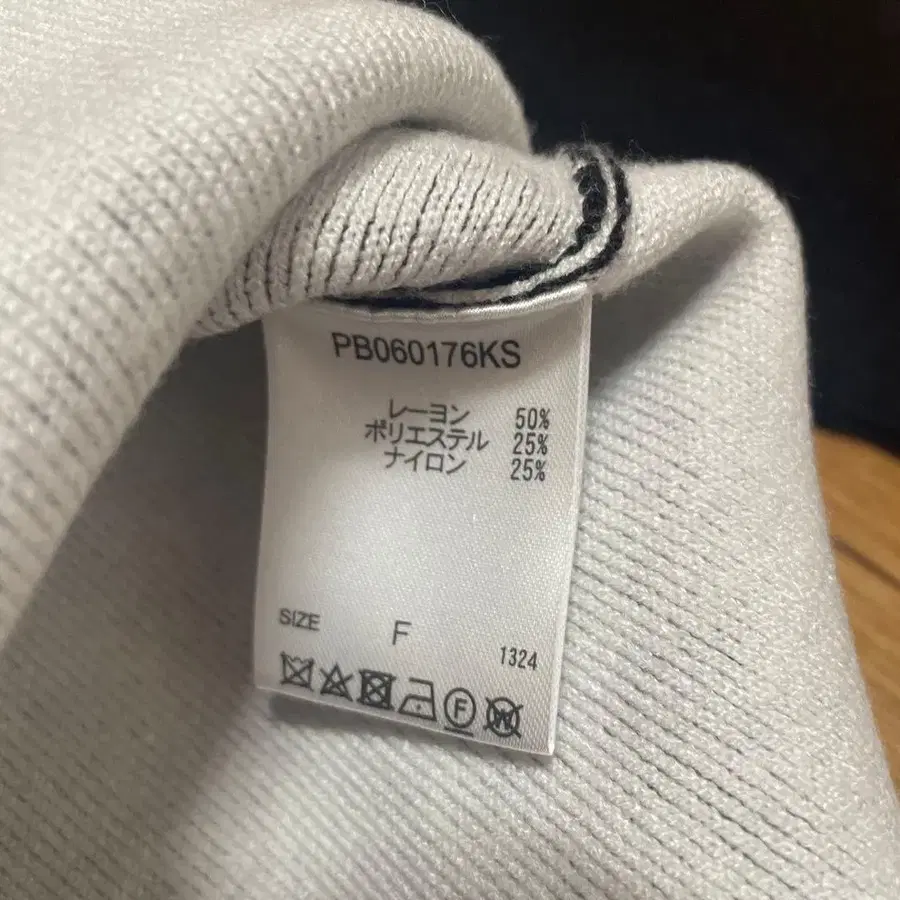 PB060176KS
レーヨン 50%
ポリエステル 25%
ナイロン 25%
SIZE F
1324
F W